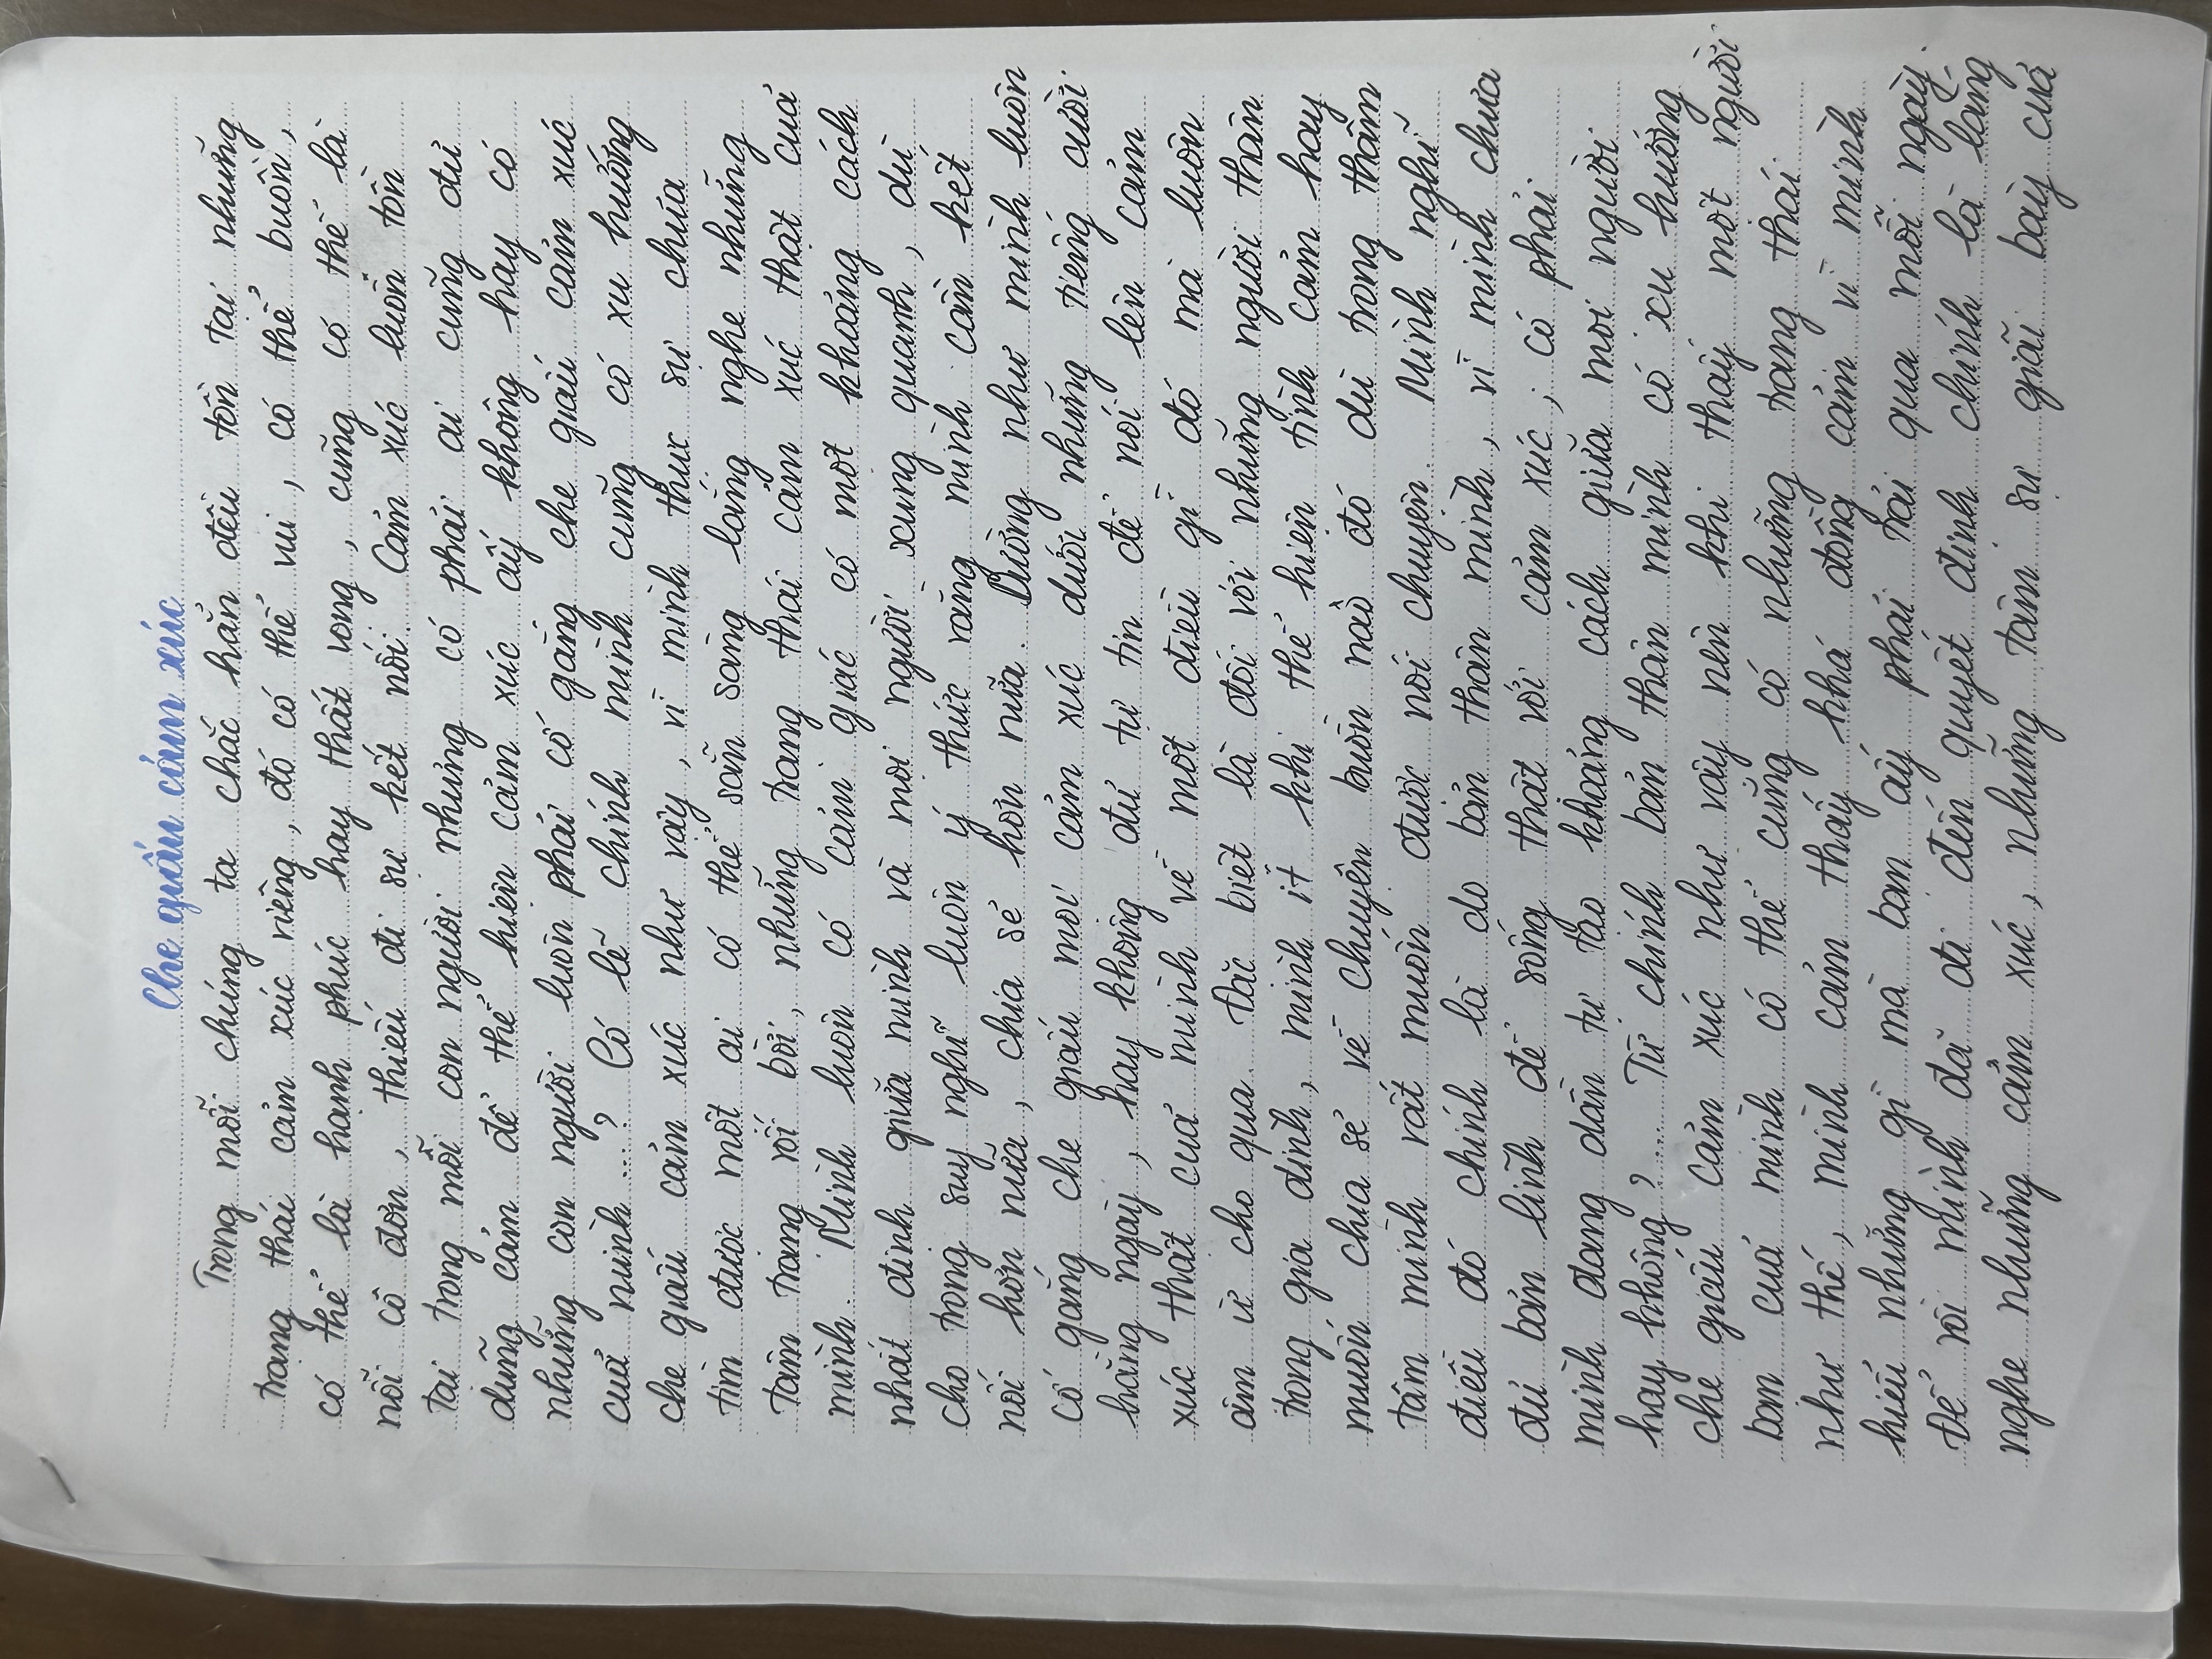 Che giấu cảm xúc
Trong mỗi chúng ta chắc hẳn đều tồn tại những
trạng thái cảm xúc riêng, đó có thể vui, có thể buồn,
có thể là hạnh phúc hay thất vọng, cũng có thể là
nỗi cô đơn, thiếu đi sự kết nối. Cảm xúc luôn tồn
tại trong mỗi con người nhưng có phải ai cũng đủ
dũng cảm để thể hiện cảm xúc ấy không hay có
những con người luôn phải cố gắng che giấu cảm xúc
của mình ...? Có lẽ chính mình cũng có xu hướng
che giấu cảm xúc như vậy, vì mình thực sự chưa
tìm được một ai có thể sẵn sàng lắng nghe những
tâm trạng rối bời, những trạng thái cảm xúc thật của
mình. Mình luôn có cảm giác có một khoảng cách
nhất định giữa mình và mọi người xung quanh, dù
cho trong suy nghĩ luôn ý thức rằng mình cần kết
nối hơn nữa, chia sẻ hơn nữa. Dường như mình luôn
cố gắng che giấu mọi cảm xúc dưới những tiếng cười
hằng ngày, hay không đủ tự tin để nói lên cảm
xúc thật của mình về một điều gì đó mà luôn
ậm ừ cho qua. Đặc biệt là đối với những người thân
trong gia đình, mình ít khi thể hiện tình cảm hay
muốn chia sẻ về chuyện buồn nào đó dù trong thâm
tâm mình rất muốn được nói chuyện. Mình nghĩ
điều đó chính là do bản thân mình, vì mình chưa
đủ bản lĩnh để sống thật với cảm xúc; có phải
mình đang dần tự tạo khoảng cách giữa mọi người
hay không?... Từ chính bản thân mình có xu hướng
che giấu cảm xúc như vậy nên khi thấy một người
bạn của mình có thể cũng có những trạng thái
như thế, mình cảm thấy khá đồng cảm vì mình
hiểu những gì mà bạn ấy phải trải qua mỗi ngày.
Để rồi mình đã đi đến quyết định chính là lắng
nghe những cảm xúc, những tâm sự giãi bày của